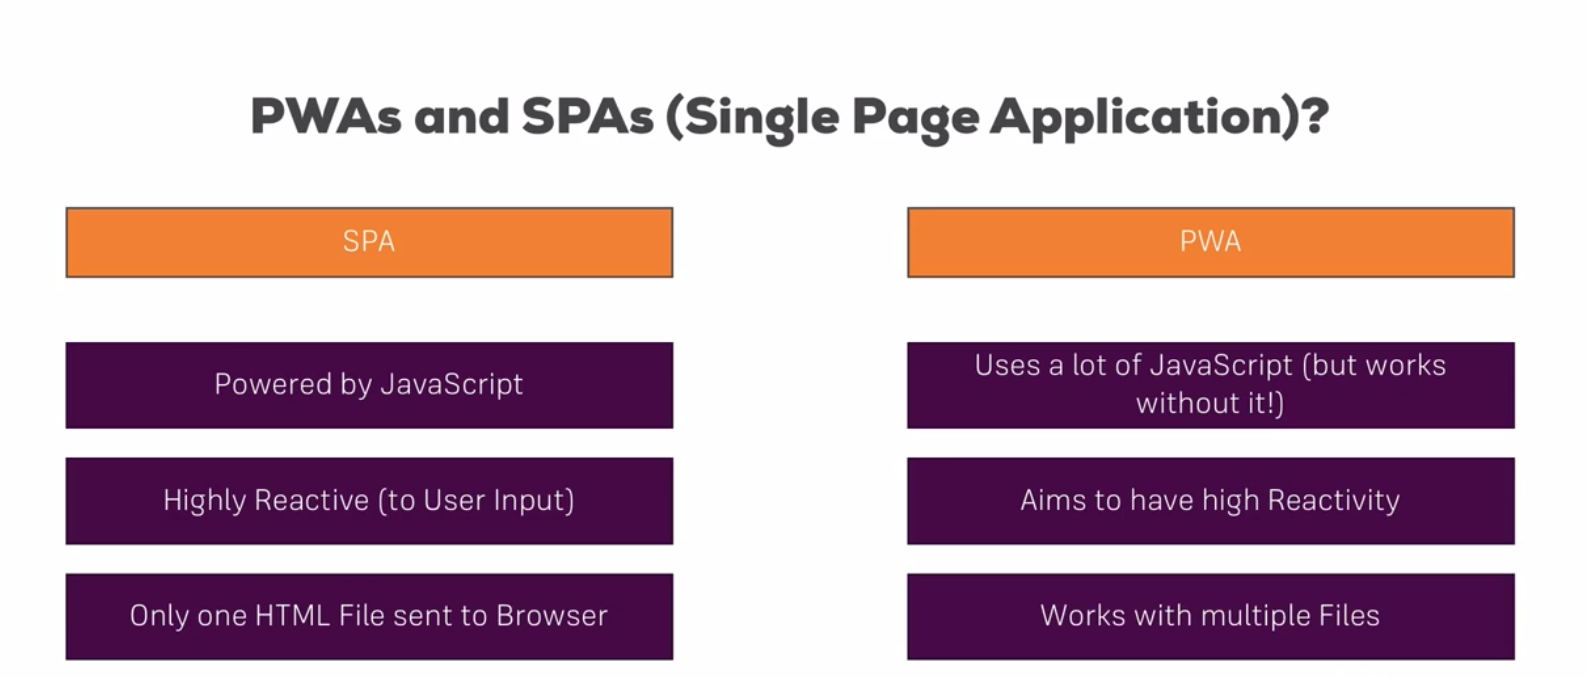 PWAs and SPAs (Single Page Application)?
SPA
Powered by JavaScript
Highly Reactive (to User Input)
Only one HTML File sent to Browser
PWA
Uses a lot of JavaScript (but works
without it!)
Aims to have high Reactivity
Works with multiple Files